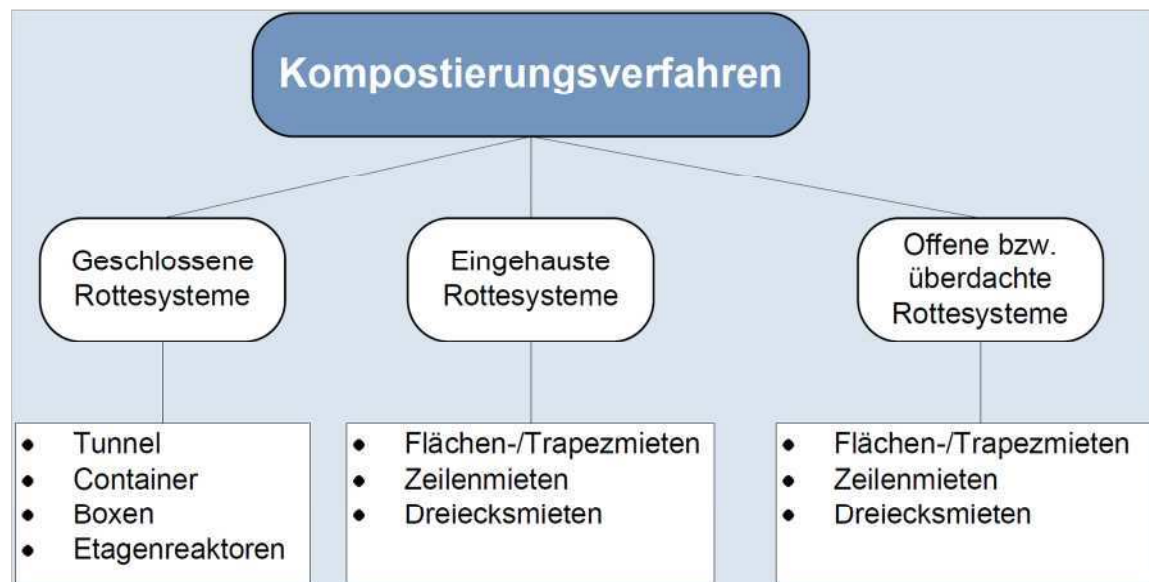 Kompostierungsverfahren
Geschlossene
Rottesysteme
Eingehauste
Rottesysteme
Offene bzw.
überdachte
Rottesysteme
• Tunnel
• Container
• Boxen
• Etagenreaktoren
• Flächen-/Trapezmieten
• Zeilenmieten
• Dreiecksmieten
• Flächen-/Trapezmieten
• Zeilenmieten
• Dreiecksmieten